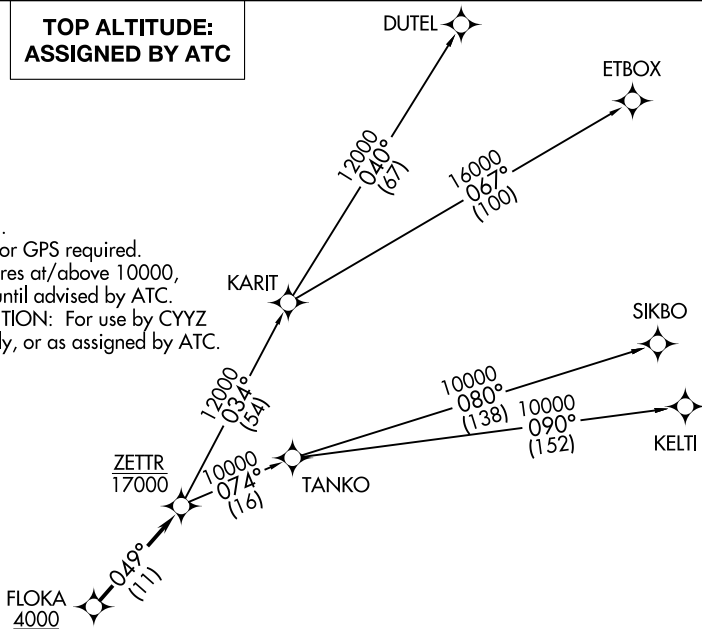 TOP ALTITUDE:
ASSIGNED BY ATC
DUTEL
ETBOX
12000
040°
(67)
16000
067°
(100)
.
or GPS required.
res at/above 10000,
until advised by ATC.
TION: For use by CYYZ
ly, or as assigned by ATC.
KARIT
SIKBO
12000
034°
(54)
10000
080°
(138)
10000
090°
(152)
KELTI
ZETTR
17000
10000
074°
(16)
TANKO
049°
(11)
FLOKA
4000